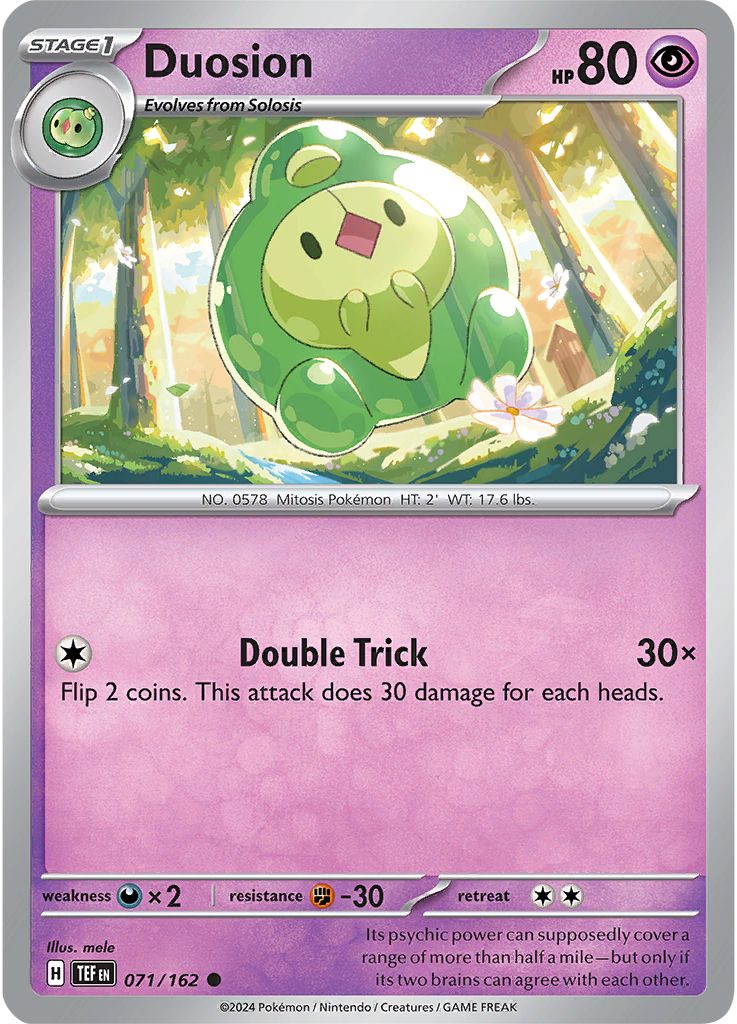 STAGE1
Duosion
HP80
Evolves from Solosis
NO. 0578 Mitosis Pokémon HT: 2' WT: 17.6 lbs.
Double Trick 30×
Flip 2 coins. This attack does 30 damage for each heads.
weakness ×2 resistance -30 retreat
Illus. mele
H TEF EN 071/162
Its psychic power can supposedly cover a
range of more than half a mile—but only if
its two brains can agree with each other.
©2024 Pokémon / Nintendo / Creatures / GAME FREAK